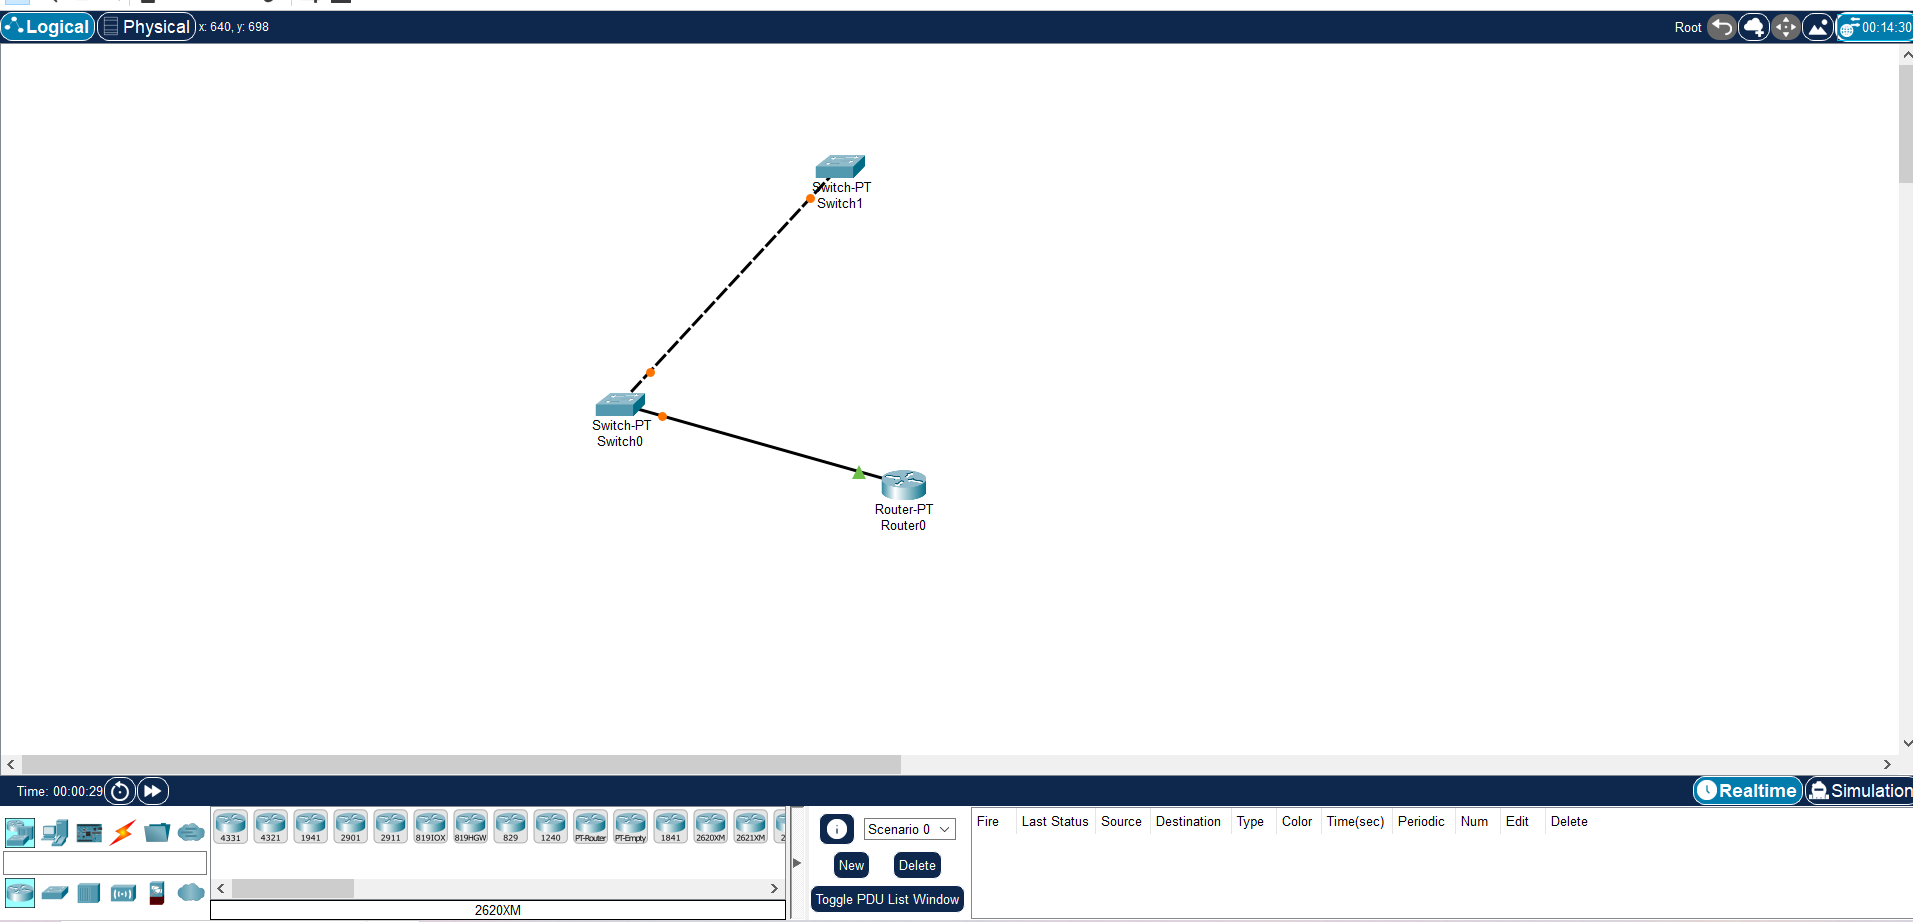 Logical Physical x: 640, y: 698 Root 00:14:30
Switch-PT
Switch1
Switch-PT
Switch0
Router-PT
Router0
Time: 00:00:29 Realtime Simulation
4331 4321 1941 2901 2911 819IOX 819HGW 829 1240 PT-Router PT-Empty 1841 2620XM 2621XM 2
Scenario 0
New Delete
Toggle PDU List Window
2620XM
Fire Last Status Source Destination Type Color Time(sec) Periodic Num Edit Delete